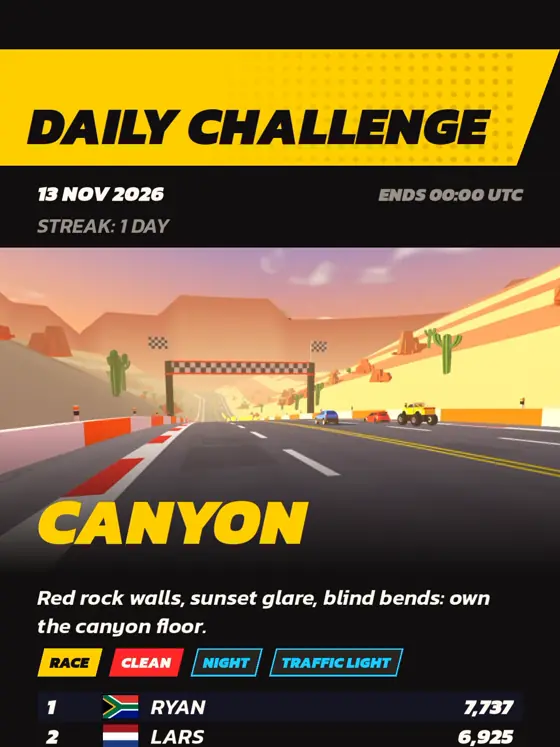 DAILY CHALLENGE
13 NOV 2026
ENDS 00:00 UTC
STREAK: 1 DAY
CANYON
Red rock walls, sunset glare, blind bends: own
the canyon floor.
RACE
CLEAN
NIGHT
TRAFFIC LIGHT
1 RYAN 7,737
2 LARS 6,925